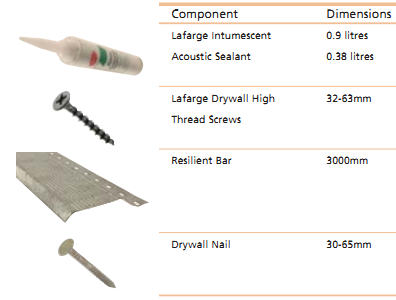 Component Dimensions
Lafarge Intumescent 0.9 litres
Acoustic Sealant 0.38 litres
Lafarge Drywall High 32-63mm
Thread Screws
Resilient Bar 3000mm
Drywall Nail 30-65mm